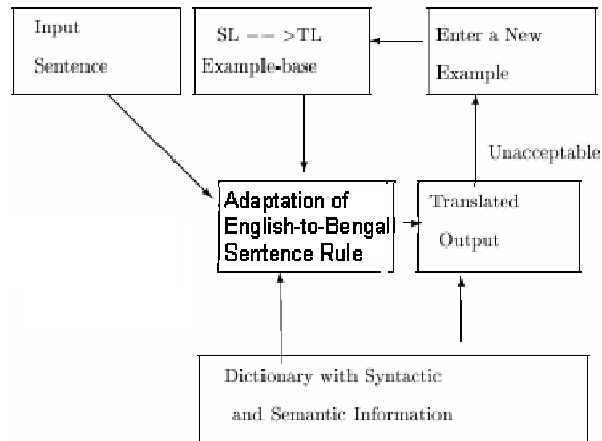 Input
Sentence
SL −− >TL
Example-base
Enter a New
Example
Unacceptable
Adaptation of
English-to-Bengali
Sentence Rule
Translated
Output
Dictionary with Syntactic
and Semantic Information